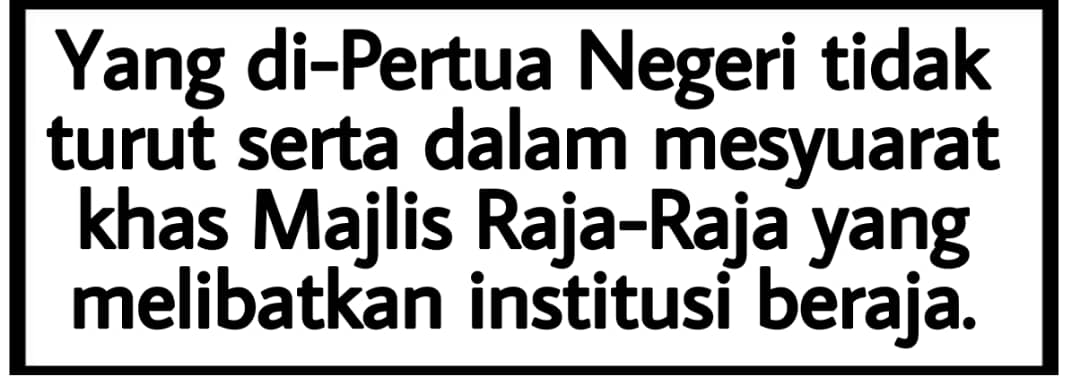 Yang di-Pertua Negeri tidak
turut serta dalam mesyuarat
khas Majlis Raja-Raja yang
melibatkan institusi beraja.